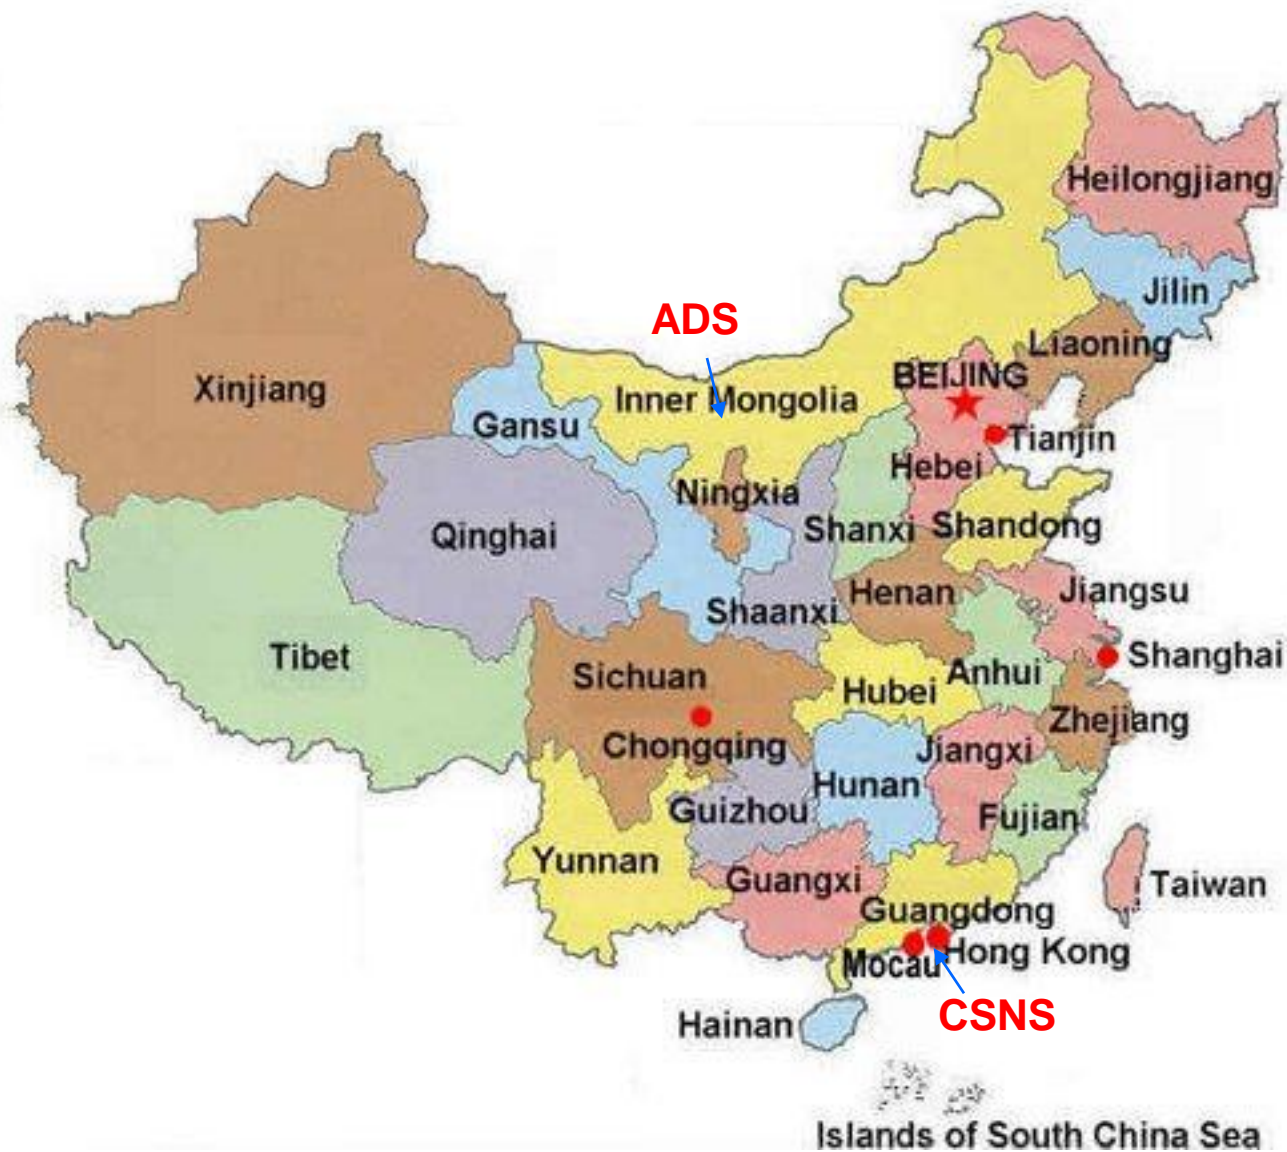 Heilongjiang
Jilin
ADS
Liaoning
BEIJING
Xinjiang
Inner Mongolia
Gansu
Tianjin
Hebei
Ningxia
Shanxi
Shandong
Qinghai
Henan
Jiangsu
Shaanxi
Tibet
Shanghai
Anhui
Sichuan
Hubei
Zhejiang
Chongqing
Jiangxi
Hunan
Guizhou
Fujian
Yunnan
Guangxi
Taiwan
Guangdong
Hong Kong
Mocau
CSNS
Hainan
Islands of South China Sea